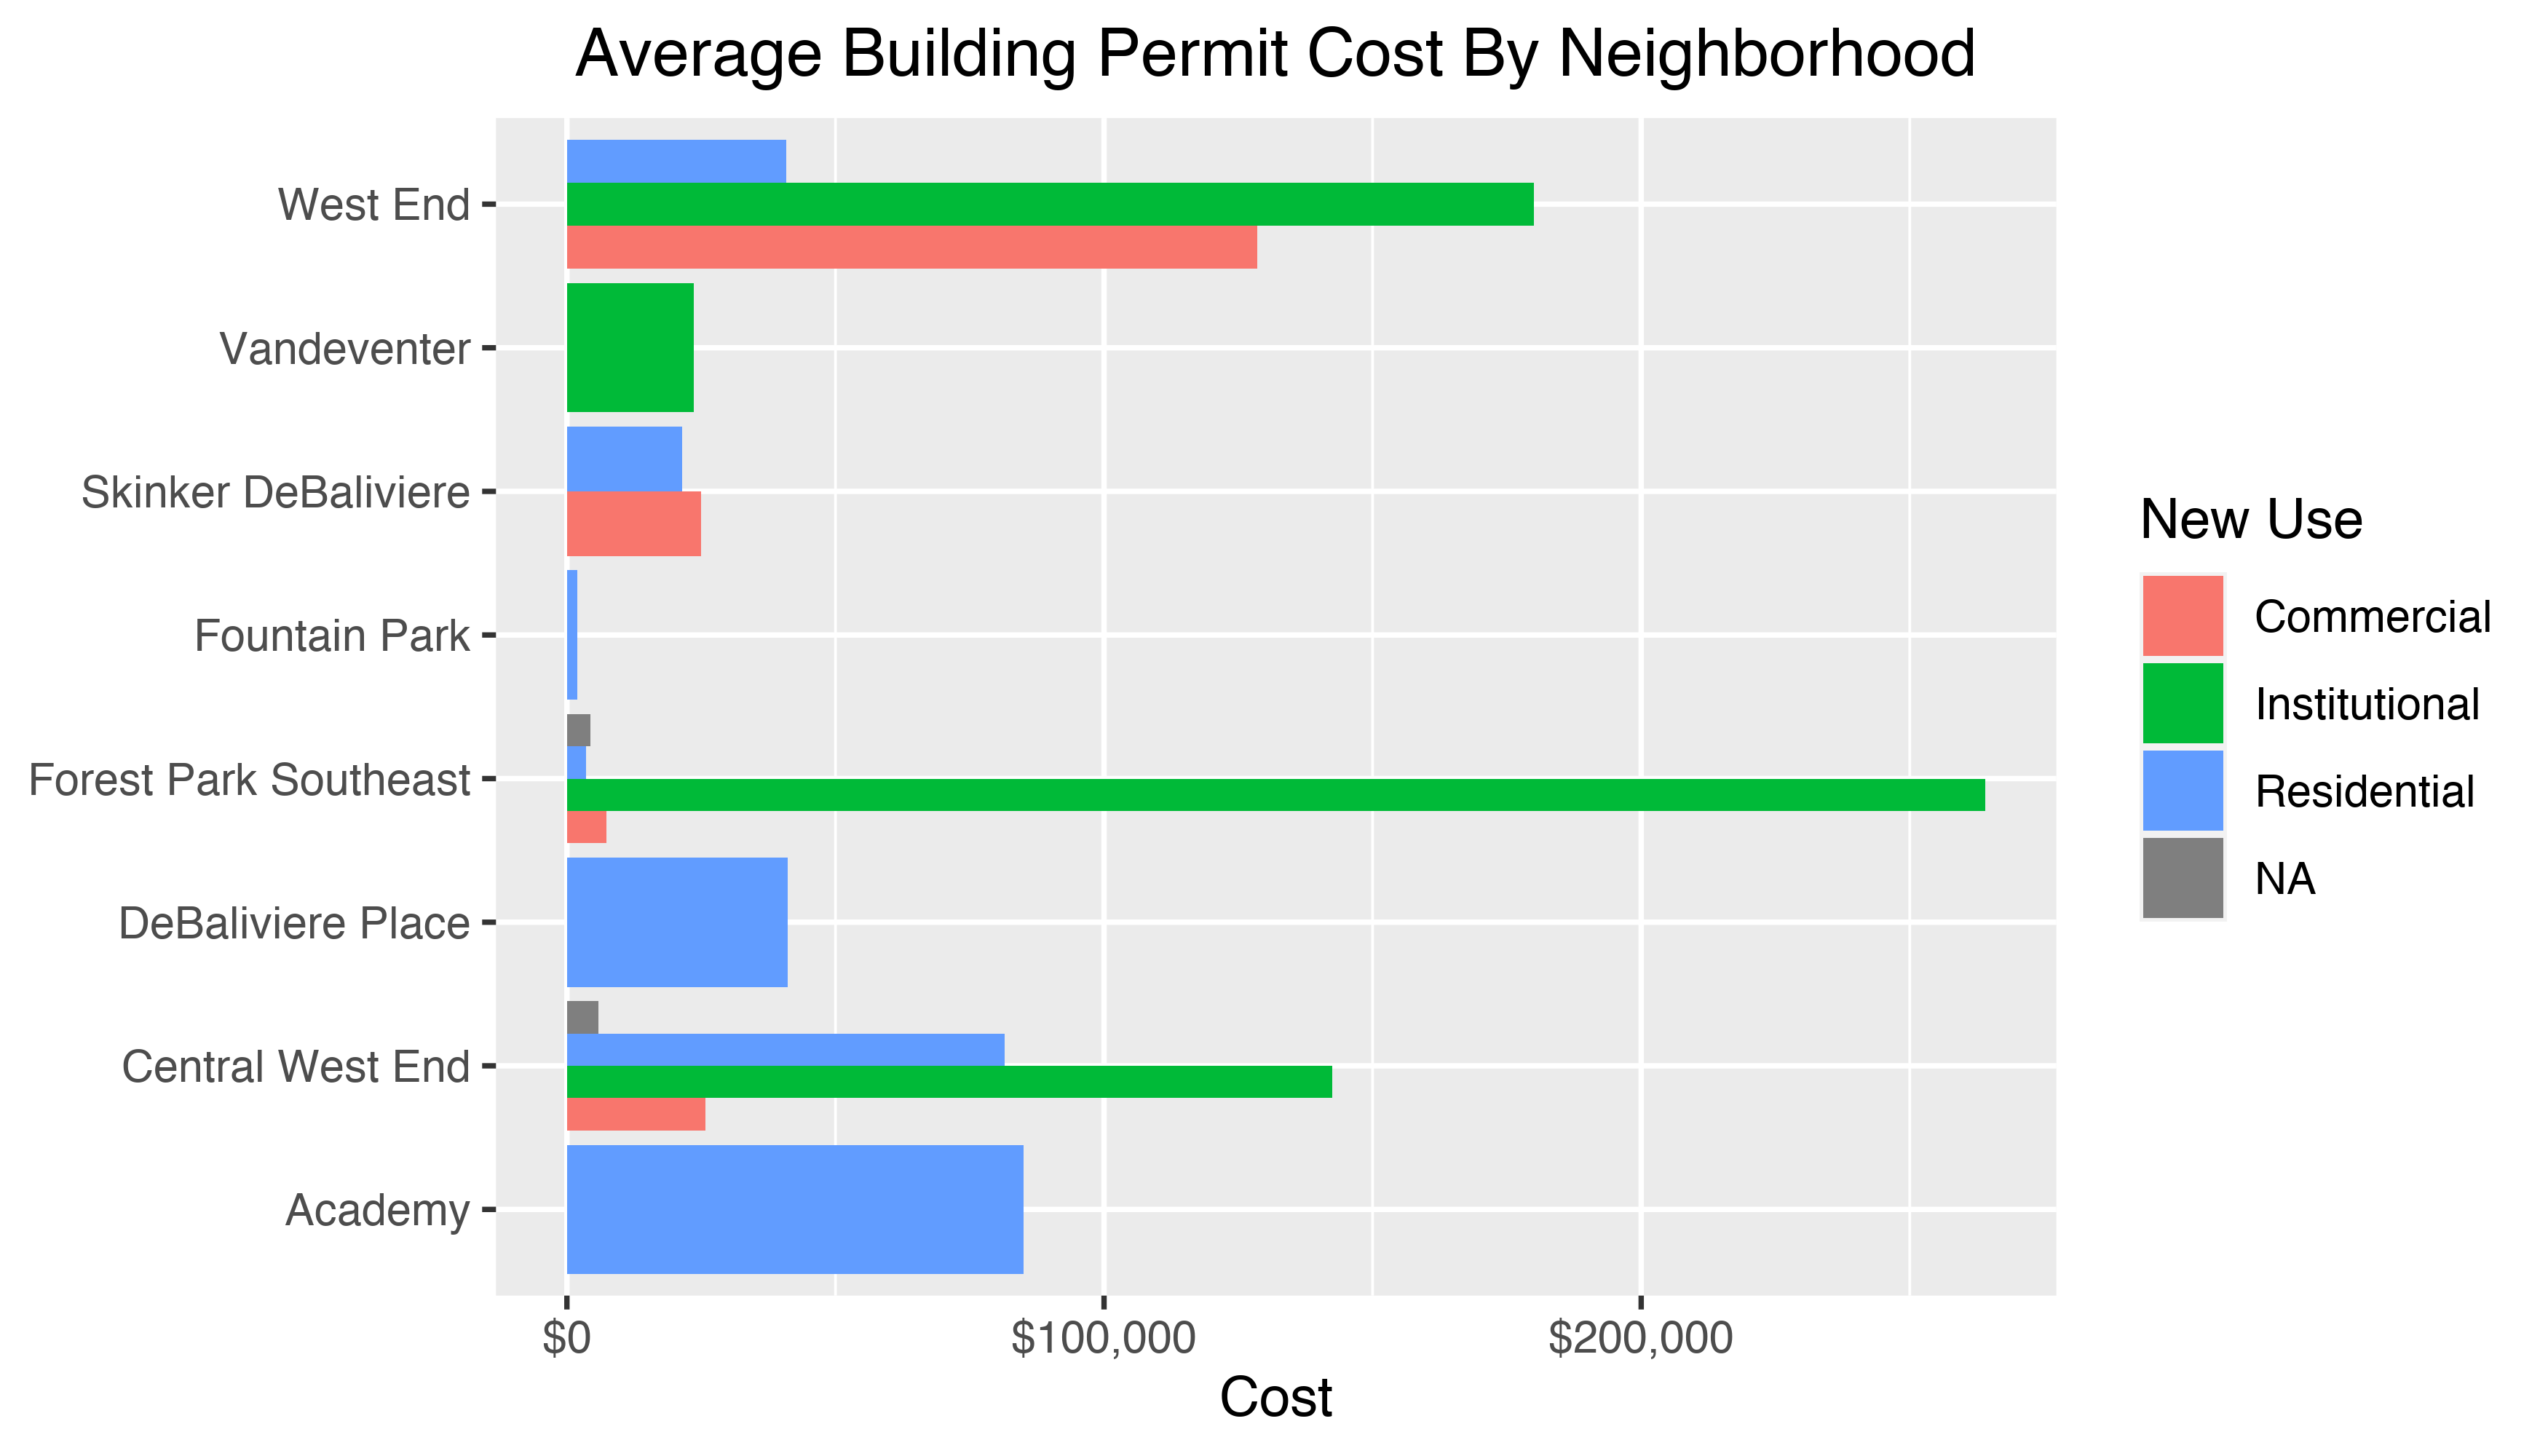 Average Building Permit Cost By Neighborhood
West End
Vandeventer
Skinker DeBaliviere
Fountain Park
Forest Park Southeast
DeBaliviere Place
Central West End
Academy
$0
$100,000
$200,000
Cost
New Use
Commercial
Institutional
Residential
NA